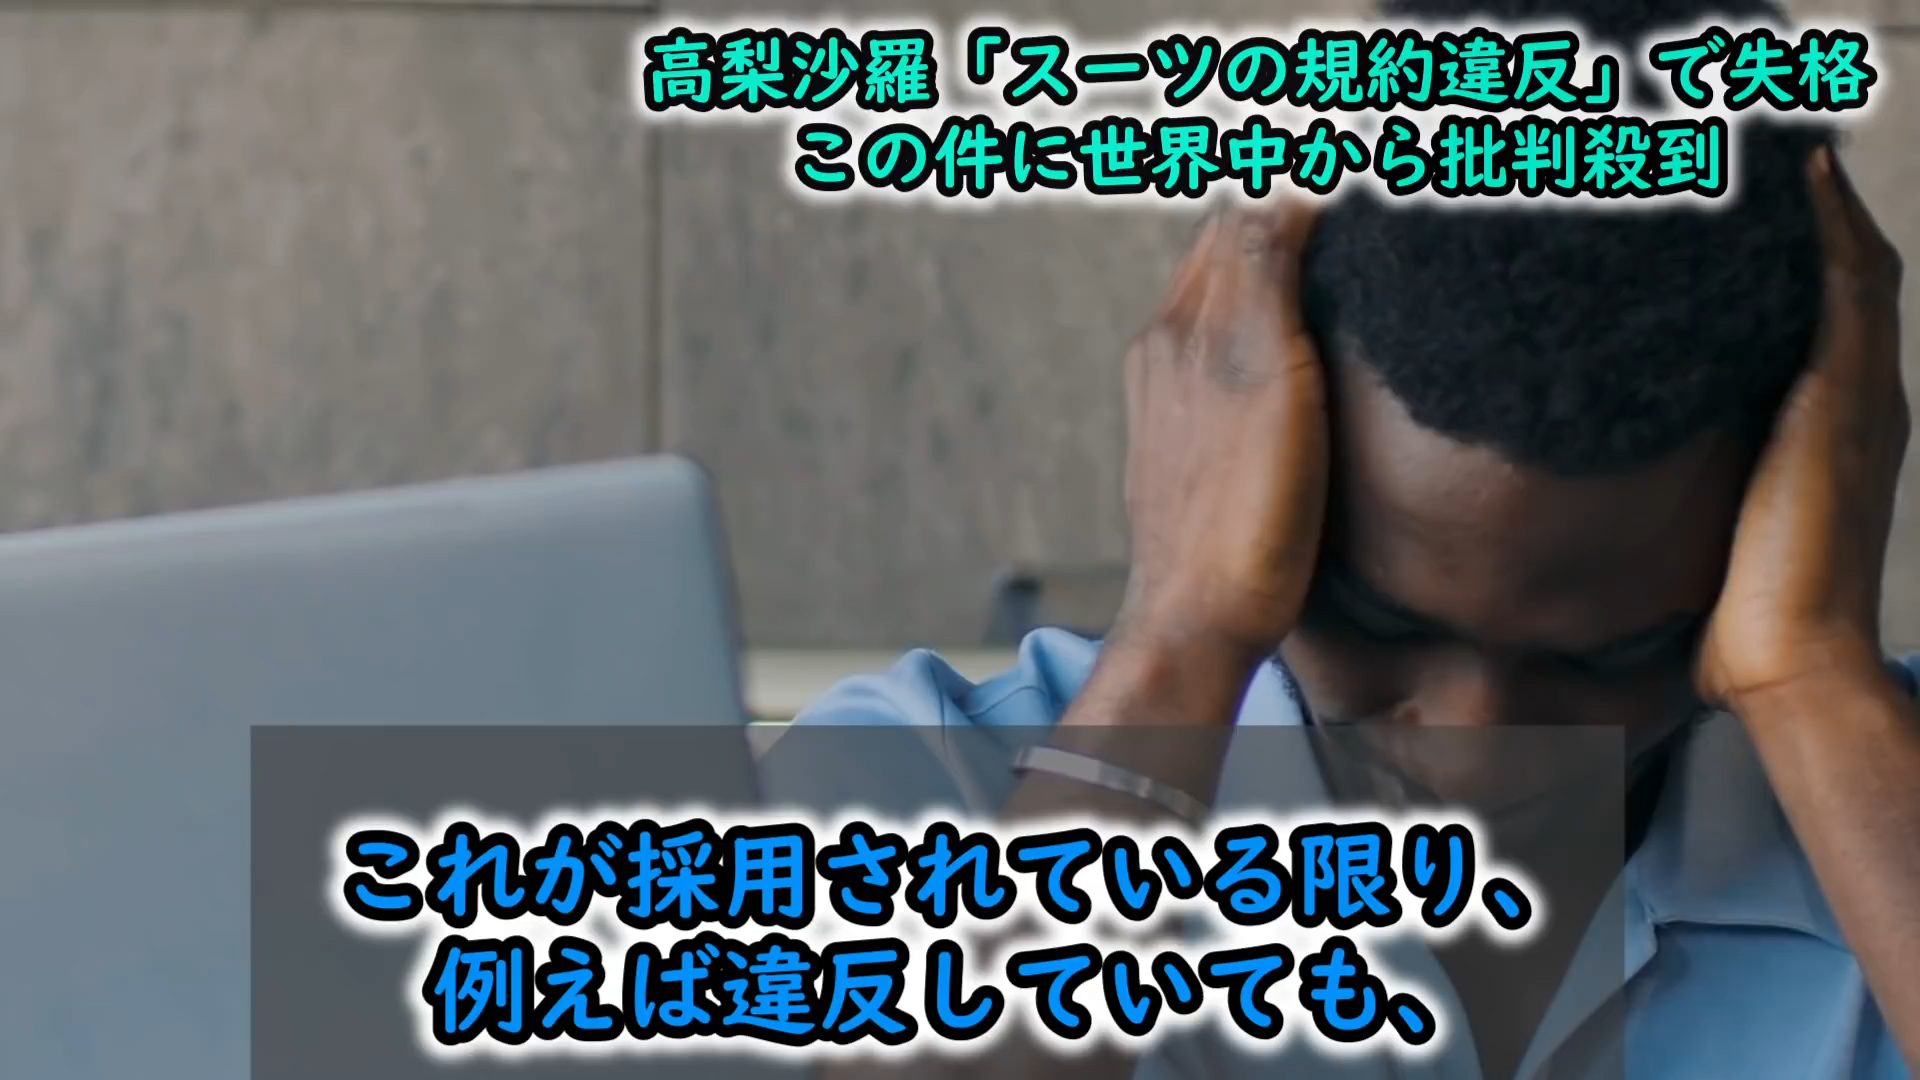 高梨沙羅「スーツの規約違反」で失格
この件に世界中から批判殺到
これが採用されている限り、
例えば違反していても、